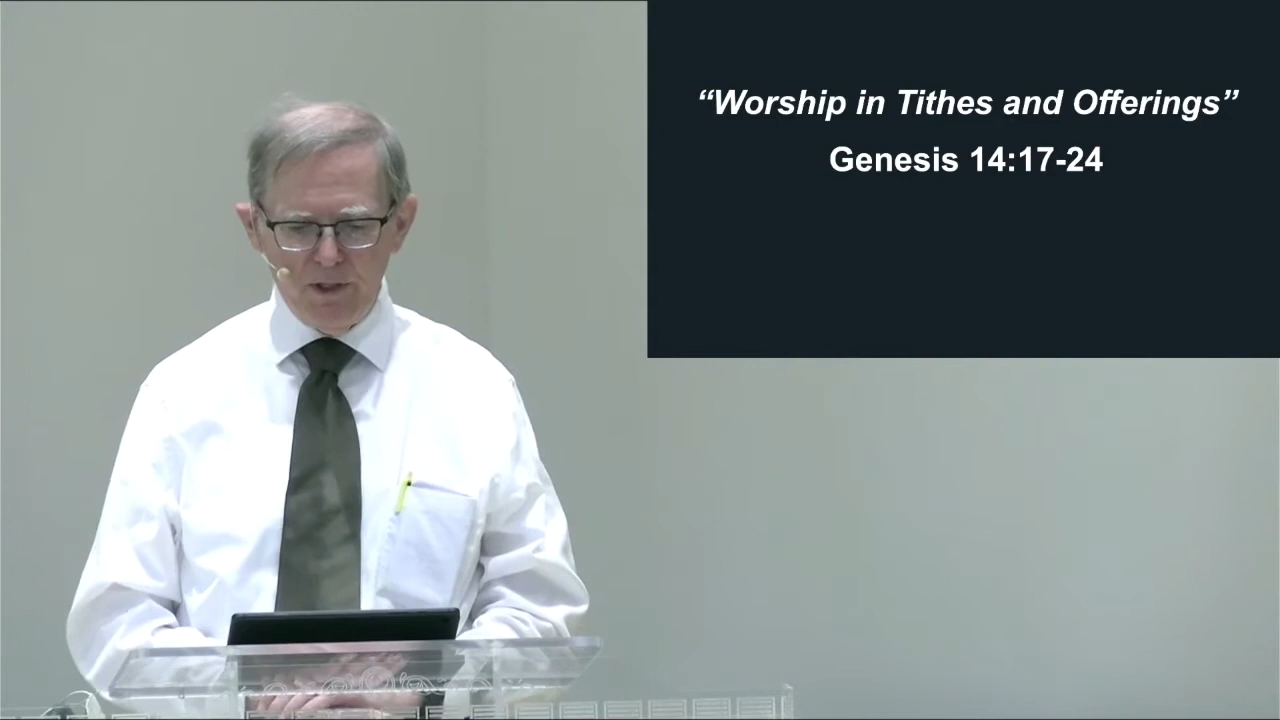 “Worship in Tithes and Offerings”
Genesis 14:17-24